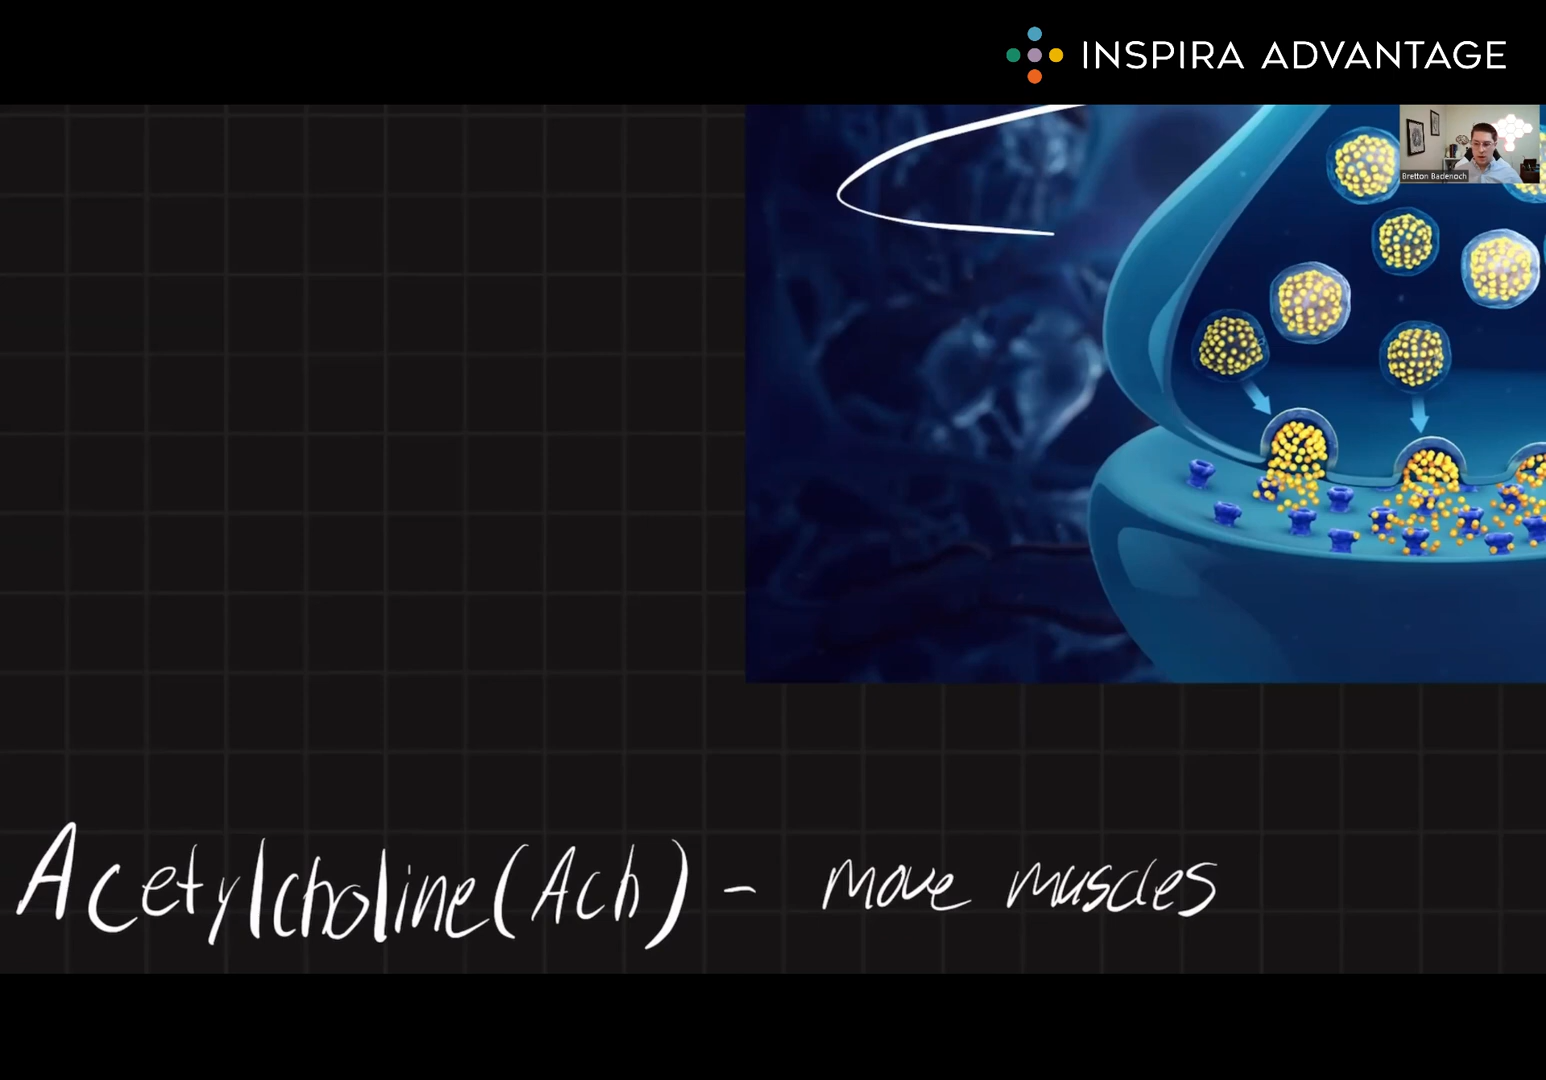 INSPIRA ADVANTAGE
Bretton Badenoch
Acetylcholine (Ach) - move muscles